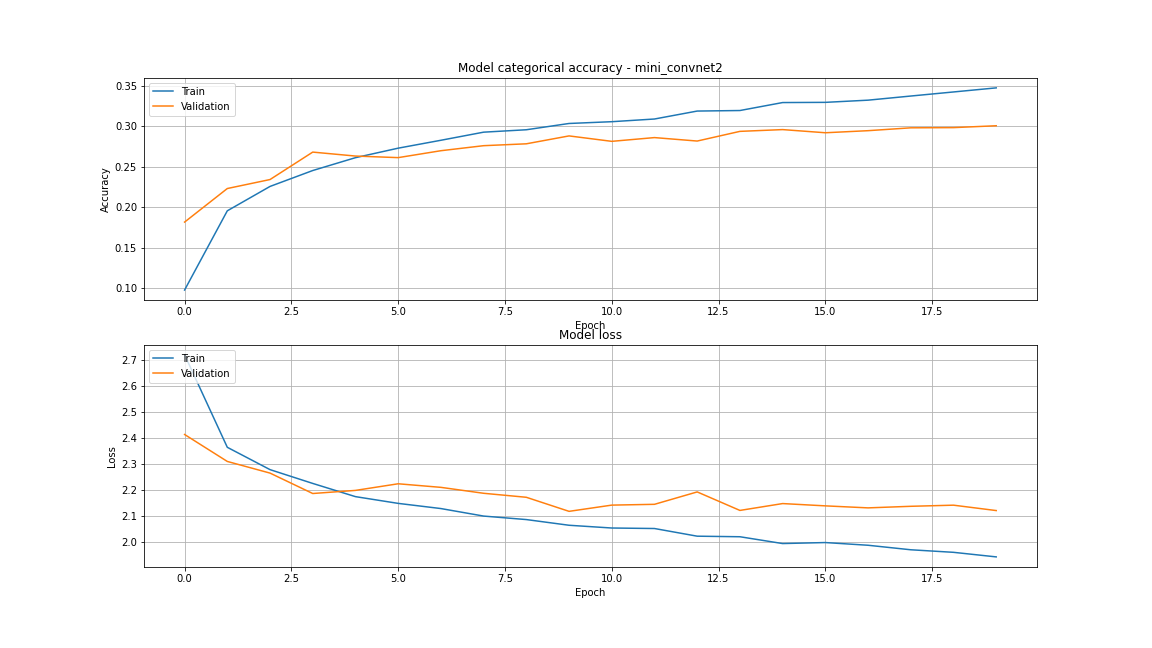 Model categorical accuracy - mini_convnet2
Train
Validation
0.35
0.30
0.25
0.20
0.15
0.10
Accuracy
0.0 2.5 5.0 7.5 10.0 12.5 15.0 17.5
Epoch
Model loss
Train
Validation
2.7
2.6
2.5
2.4
2.3
2.2
2.1
2.0
Loss
0.0 2.5 5.0 7.5 10.0 12.5 15.0 17.5
Epoch